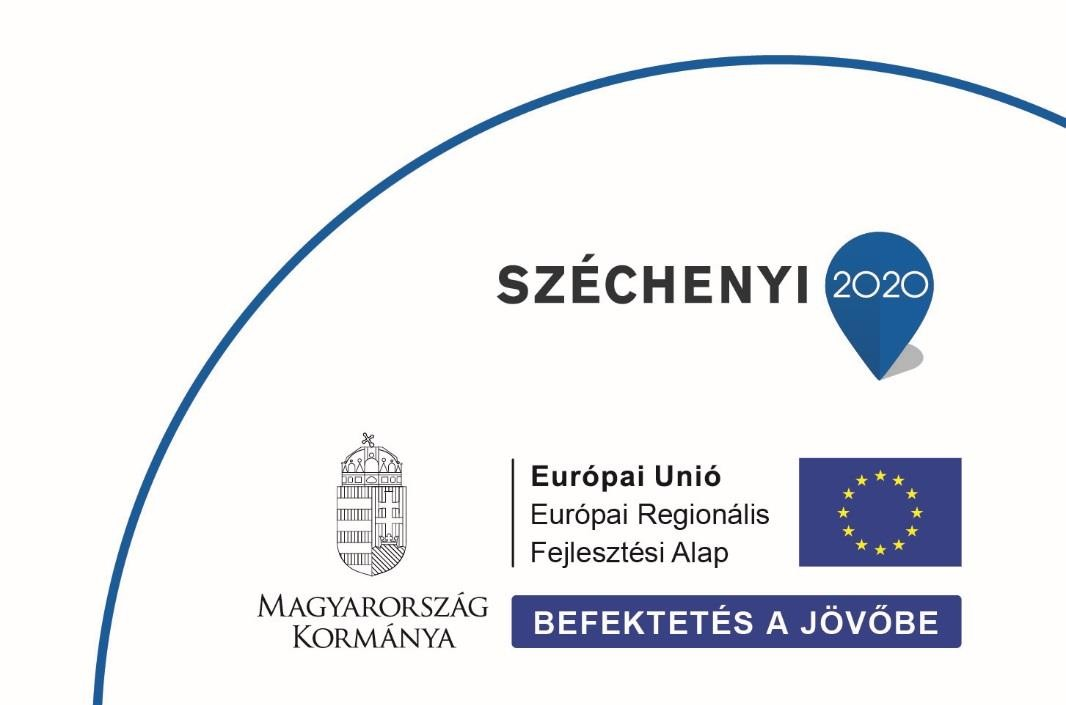 SZÉCHENYI 2020
Európai Unió
Európai Regionális
Fejlesztési Alap
MAGYARORSZÁG
KORMÁNYA
BEFEKTETÉS A JÖVŐBE